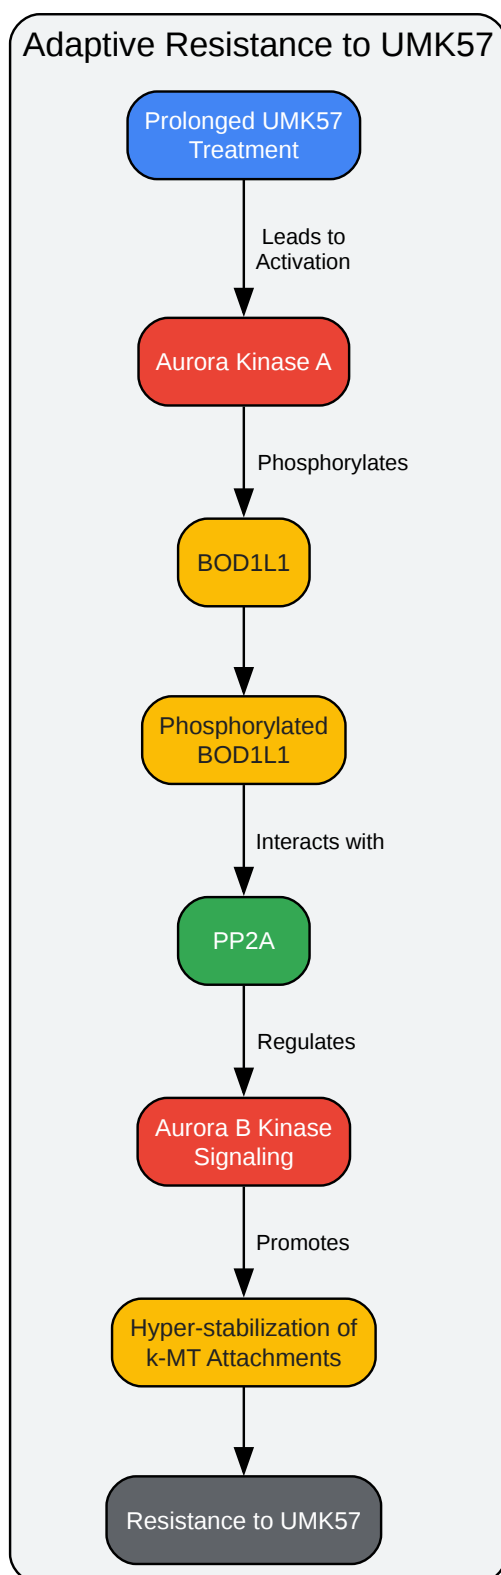 Adaptive Resistance to UMK57
Prolonged UMK57
Treatment
Leads to
Activation
Aurora Kinase A
Phosphorylates
BOD1L1
Phosphorylated
BOD1L1
Interacts with
PP2A
Regulates
Aurora B Kinase
Signaling
Promotes
Hyper-stabilization of
k-MT Attachments
Resistance to UMK57